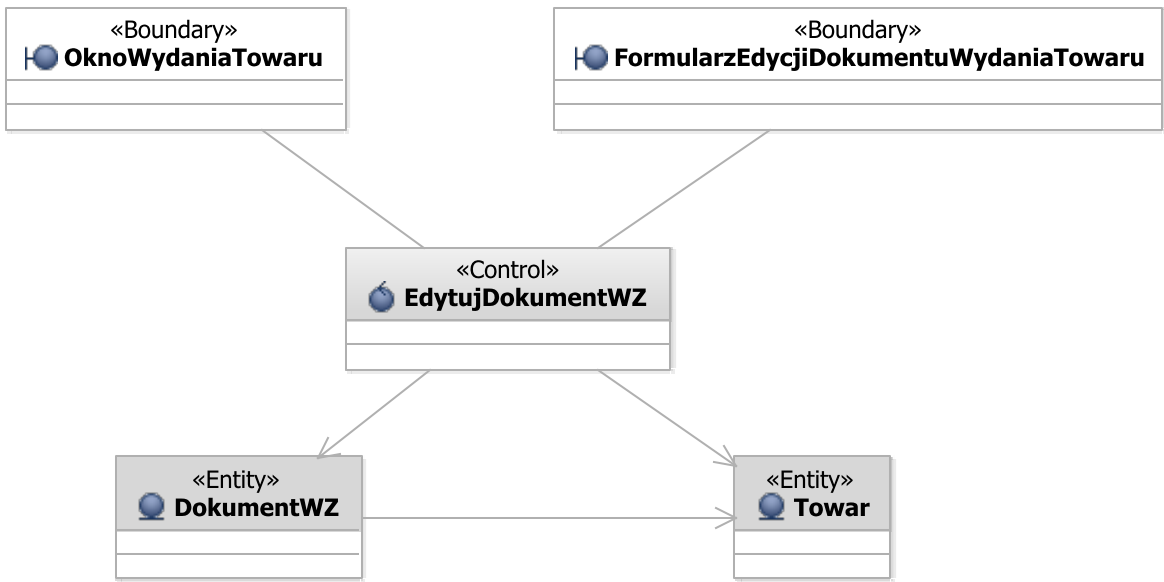 «Boundary»
OknoWydaniaTowaru
«Boundary»
FormularzEdycjiDokumentuWydaniaTowaru
«Control»
EdytujDokumentWZ
«Entity»
DokumentWZ
«Entity»
Towar